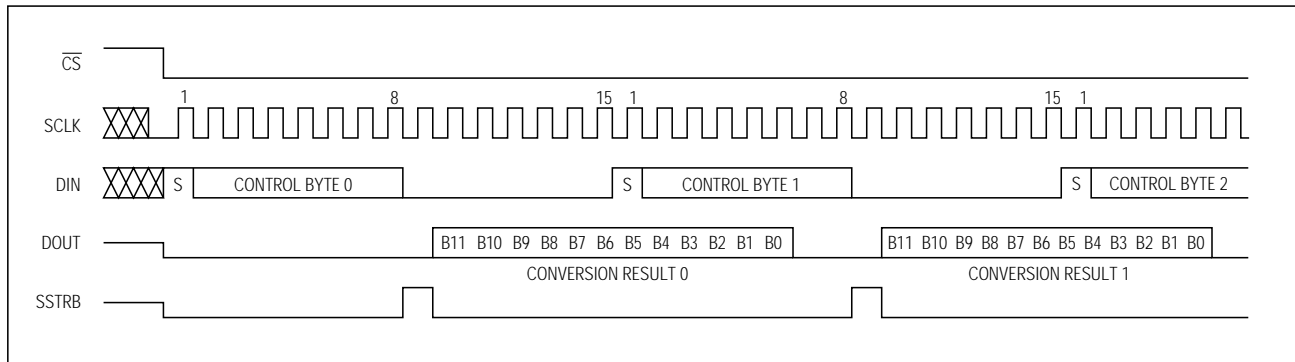 CS
1 8 15 1 8 15 1
SCLK
DIN S CONTROL BYTE 0 S CONTROL BYTE 1 S CONTROL BYTE 2
DOUT B11 B10 B9 B8 B7 B6 B5 B4 B3 B2 B1 B0 B11 B10 B9 B8 B7 B6 B5 B4 B3 B2 B1 B0
CONVERSION RESULT 0 CONVERSION RESULT 1
SSTRB